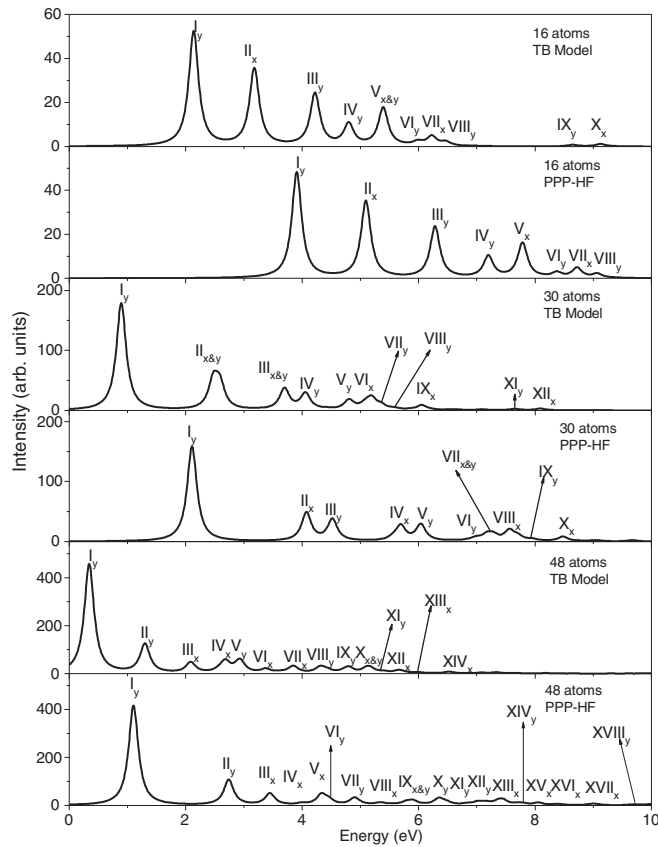 Intensity (arb. units)
16 atoms
TB Model
60
40
20
0
I_y
II_x
III_y
IV_y
V_x&y
VI_y
VII_x
VIII_y
IX_y
X_x
16 atoms
PPP-HF
60
40
20
0
I_y
II_x
III_y
IV_y
V_x
VI_y
VII_x
VIII_y
30 atoms
TB Model
200
100
0
I_y
II_x&y
III_x&y
IV_y
V_y
VI_x
VII_y
VIII_y
IX_x
XI_y
XII_x
30 atoms
PPP-HF
200
100
0
I_y
II_x
III_y
IV_x
V_y
VI_y
VII_x&y
VIII_x
IX_y
X_x
48 atoms
TB Model
400
200
0
I_y
II_y
III_x
IV_x
V_y
VI_x
VII_x
VIII_y
IX_y
X_x&y
XI_y
XII_x
XIII_x
XIV_x
48 atoms
PPP-HF
400
200
0
I_y
II_y
III_x
IV_x
V_x
VI_y
VII_y
VIII_x
IX_x&y
X_y
XI_y
XII_y
XIII_x
XIV_y
XV_x
XVI_x
XVII_x
XVIII_y
0 2 4 6 8 10
Energy (eV)